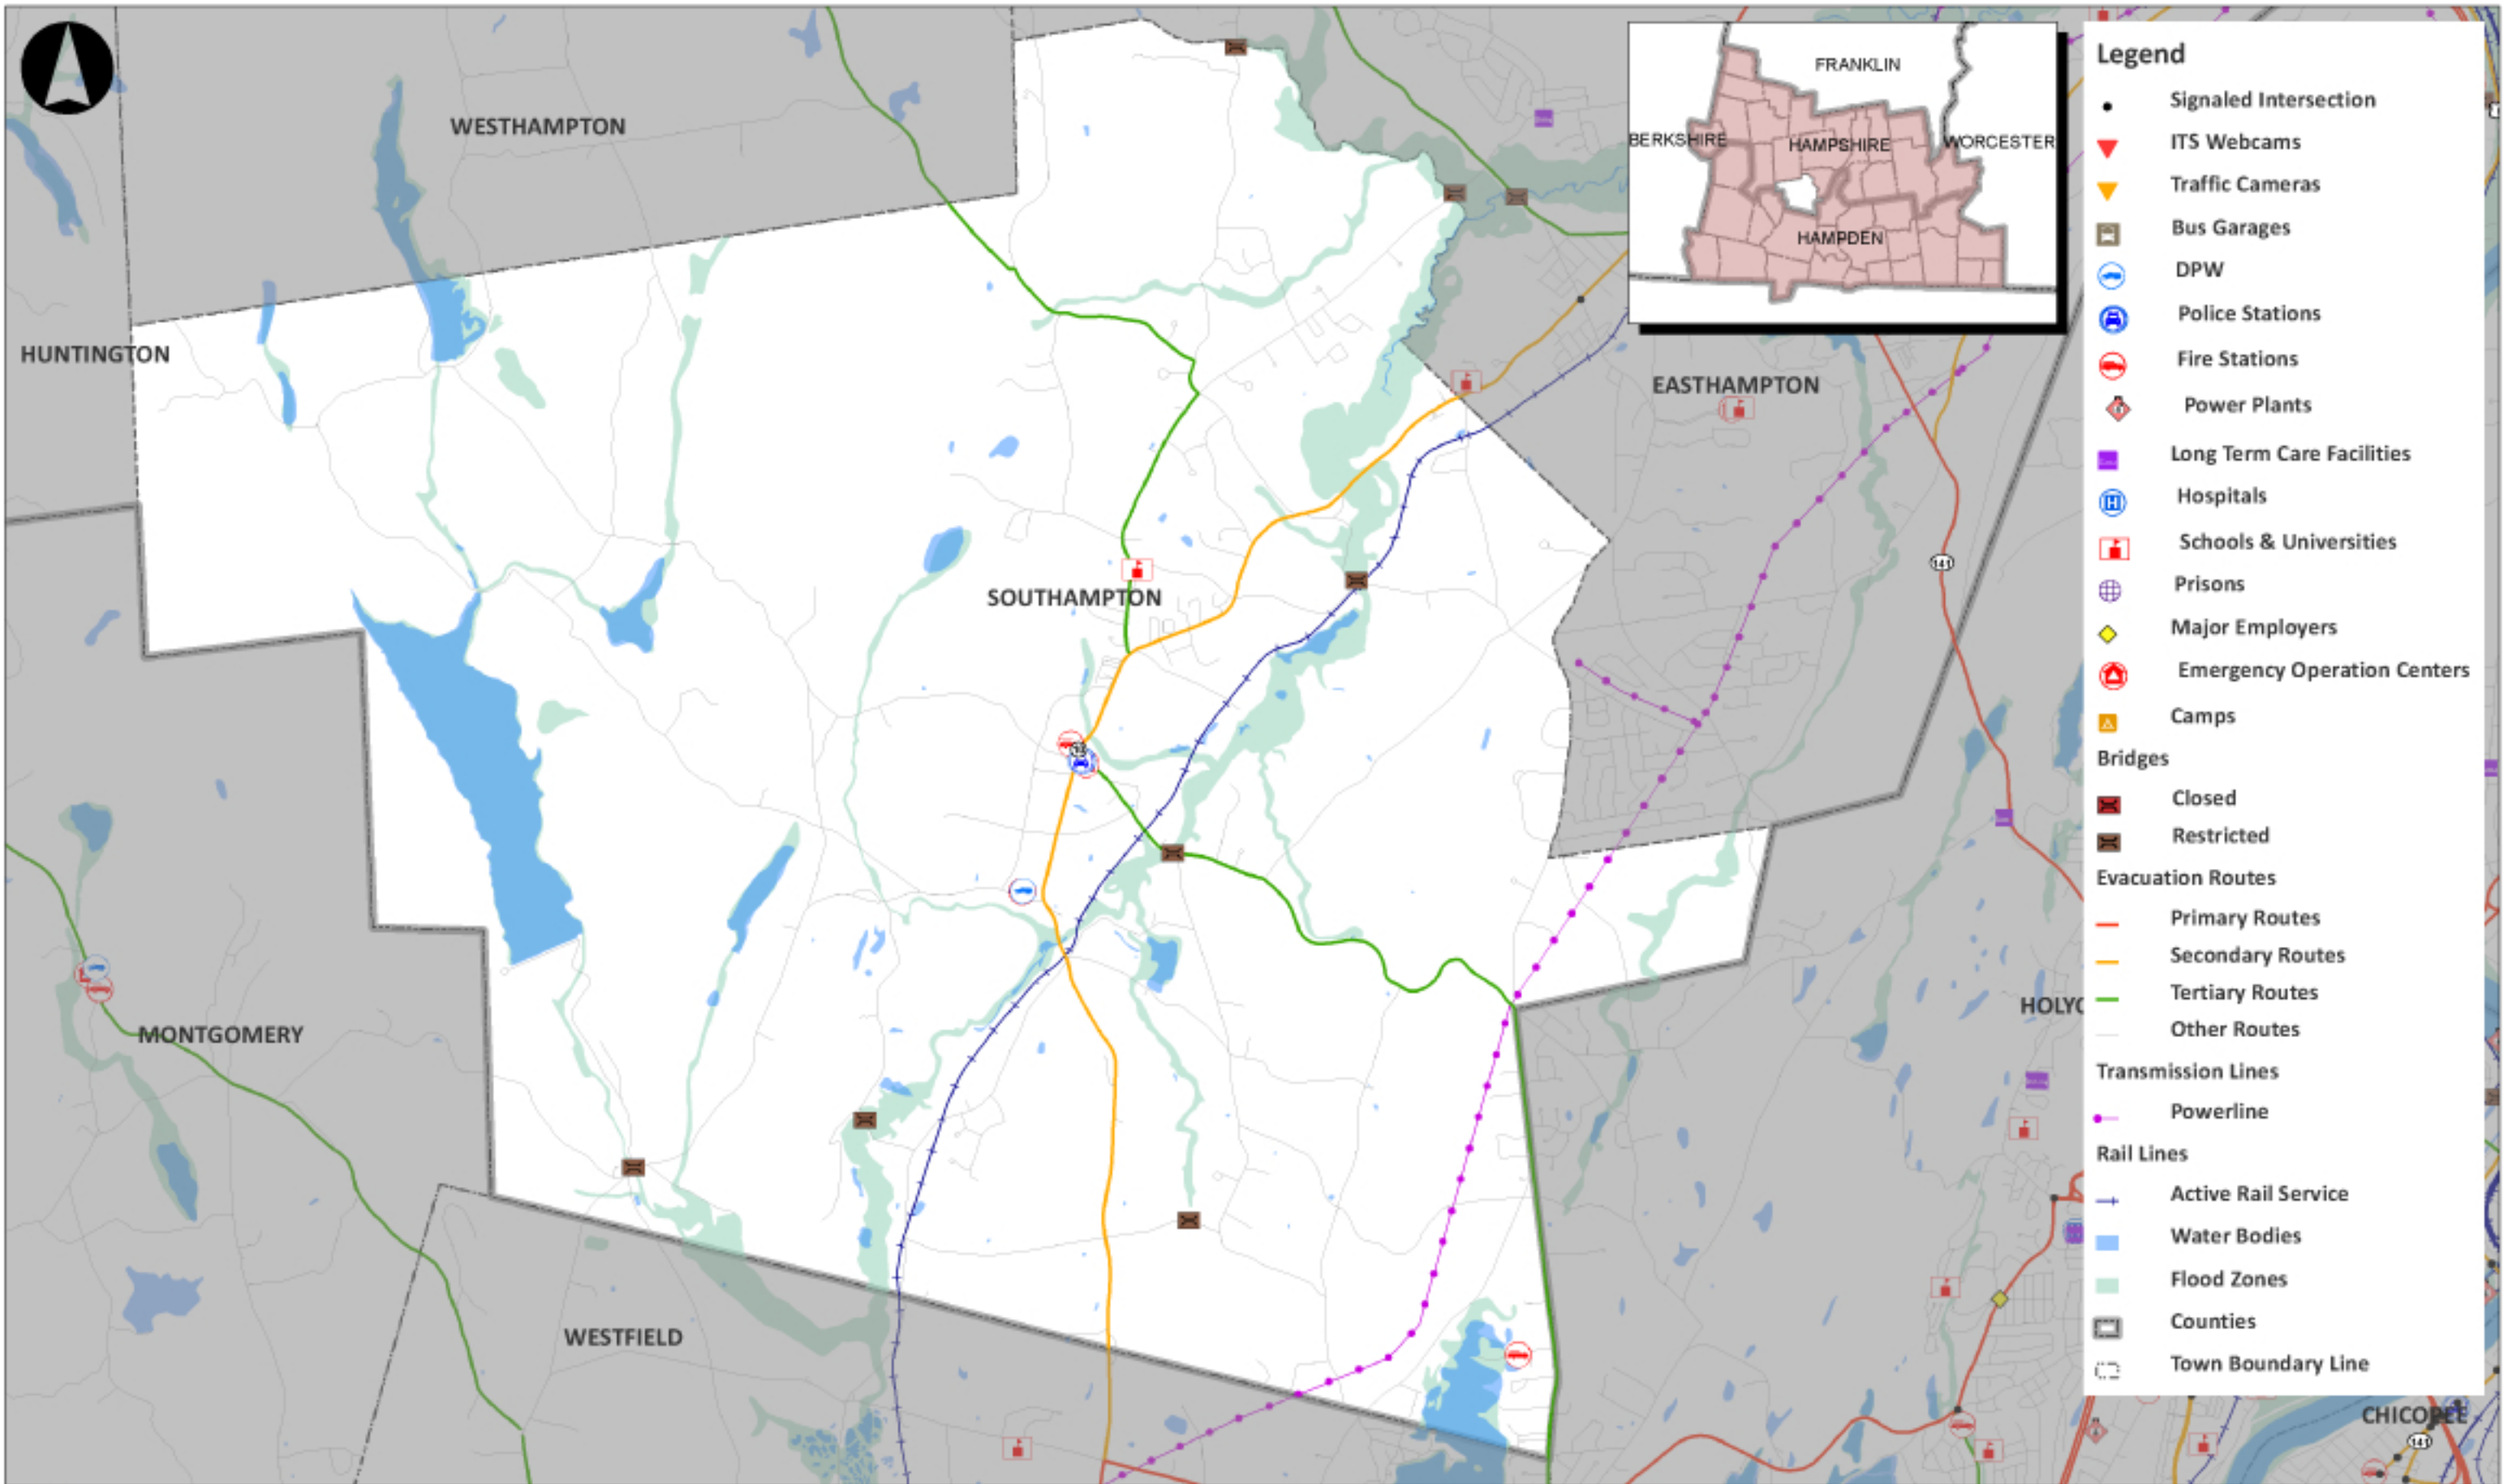 WESTHAMPTON
HUNTINGTON
EASTHAMPTON
SOUTHAMPTON
141
MONTGOMERY
HOLYO
WESTFIELD
CHICOPEE
141
FRANKLIN
BERKSHIRE
HAMPSHIRE
WORCESTER
HAMPDEN
Legend
Signaled Intersection
ITS Webcams
Traffic Cameras
Bus Garages
DPW
Police Stations
Fire Stations
Power Plants
Long Term Care Facilities
H
Hospitals
Schools & Universities
Prisons
Major Employers
Emergency Operation Centers
Camps
Bridges
Closed
Restricted
Evacuation Routes
Primary Routes
Secondary Routes
Tertiary Routes
Other Routes
Transmission Lines
Powerline
Rail Lines
Active Rail Service
Water Bodies
Flood Zones
Counties
Town Boundary Line